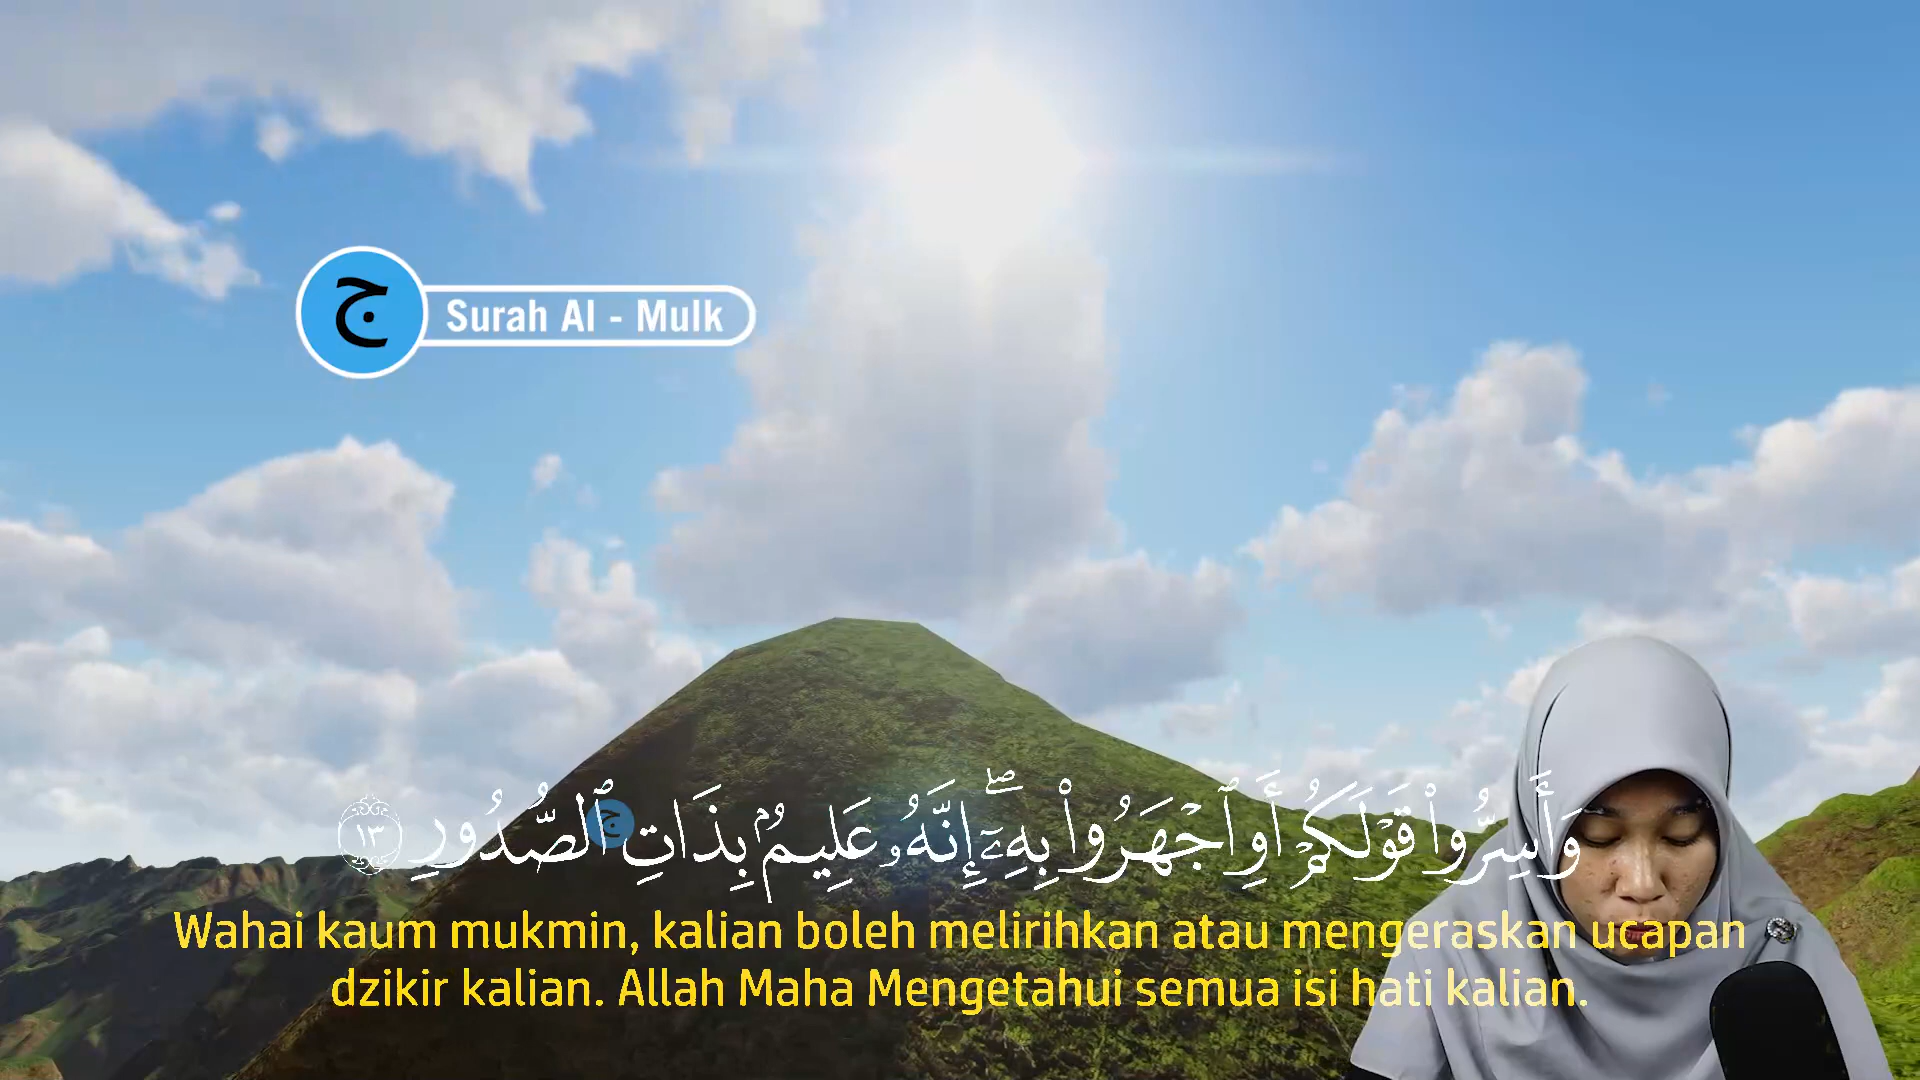 ج
Surah Al - Mulk
وَأَسِرُّوا۟ قَوْلَكُمْ أَوِ ٱجْهَرُوا۟ بِهِۦٓ ۖ إِنَّهُۥ عَلِيمٌۢ بِذَاتِ ٱلصُّدُورِ ١٣
ج
Wahai kaum mukmin, kalian boleh melirihkan atau mengeraskan ucapan
dzikir kalian. Allah Maha Mengetahui semua isi hati kalian.